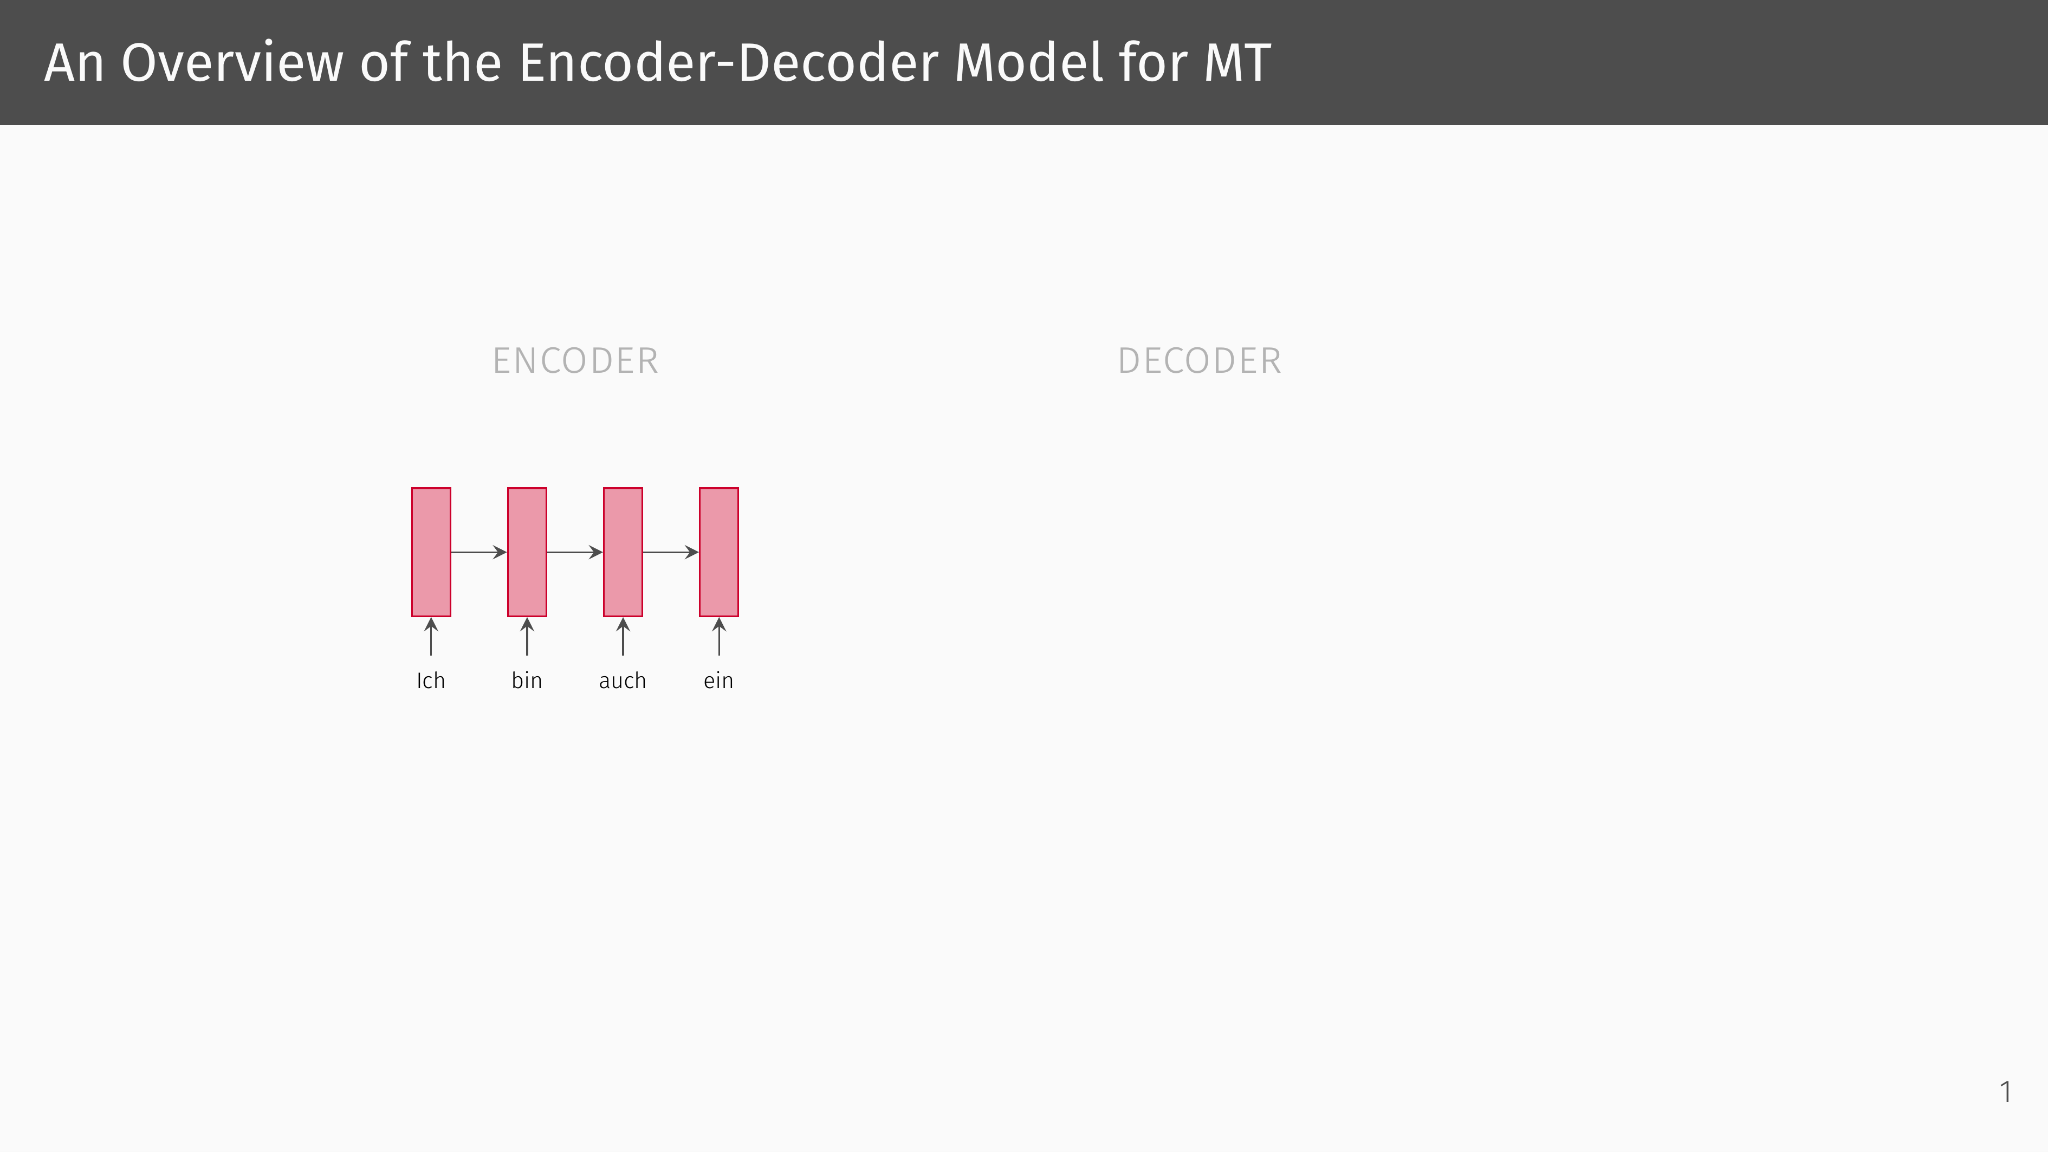 An Overview of the Encoder-Decoder Model for MT
ENCODER DECODER
Ich bin auch ein
1